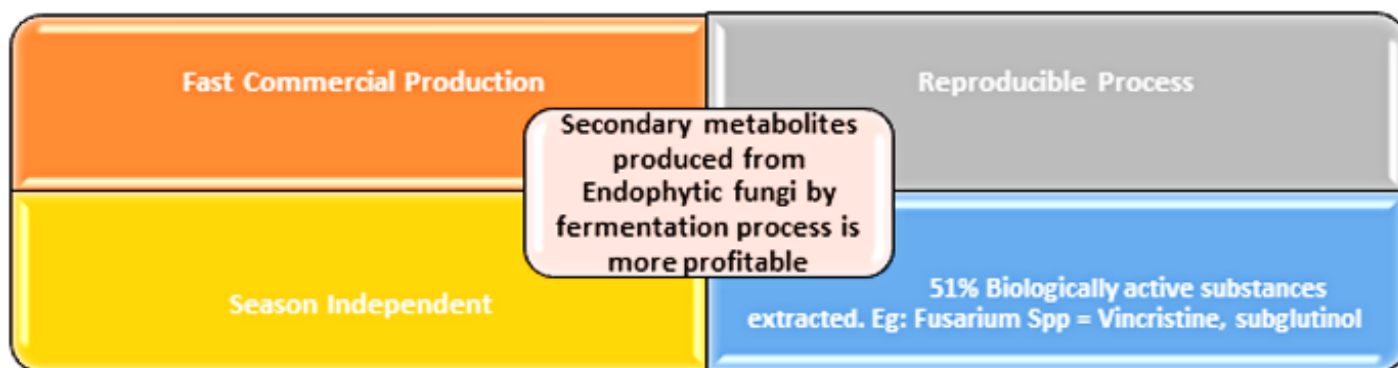 Fast Commercial Production
Reproducible Process
Secondary metabolites
produced from
Endophytic fungi by
fermentation process is
more profitable
Season Independent
51% Biologically active substances
extracted. Eg: Fusarium Spp = Vincristine, subglutinol